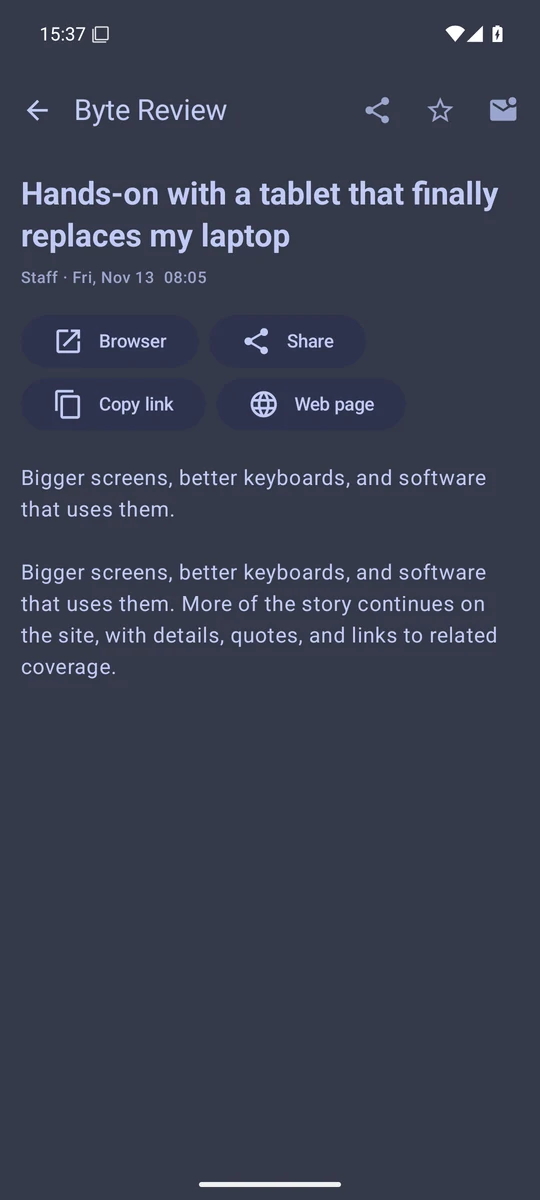 15:37
Byte Review
Hands-on with a tablet that finally
replaces my laptop
Staff · Fri, Nov 13  08:05
Browser
Share
Copy link
Web page
Bigger screens, better keyboards, and software
that uses them.
Bigger screens, better keyboards, and software
that uses them. More of the story continues on
the site, with details, quotes, and links to related
coverage.